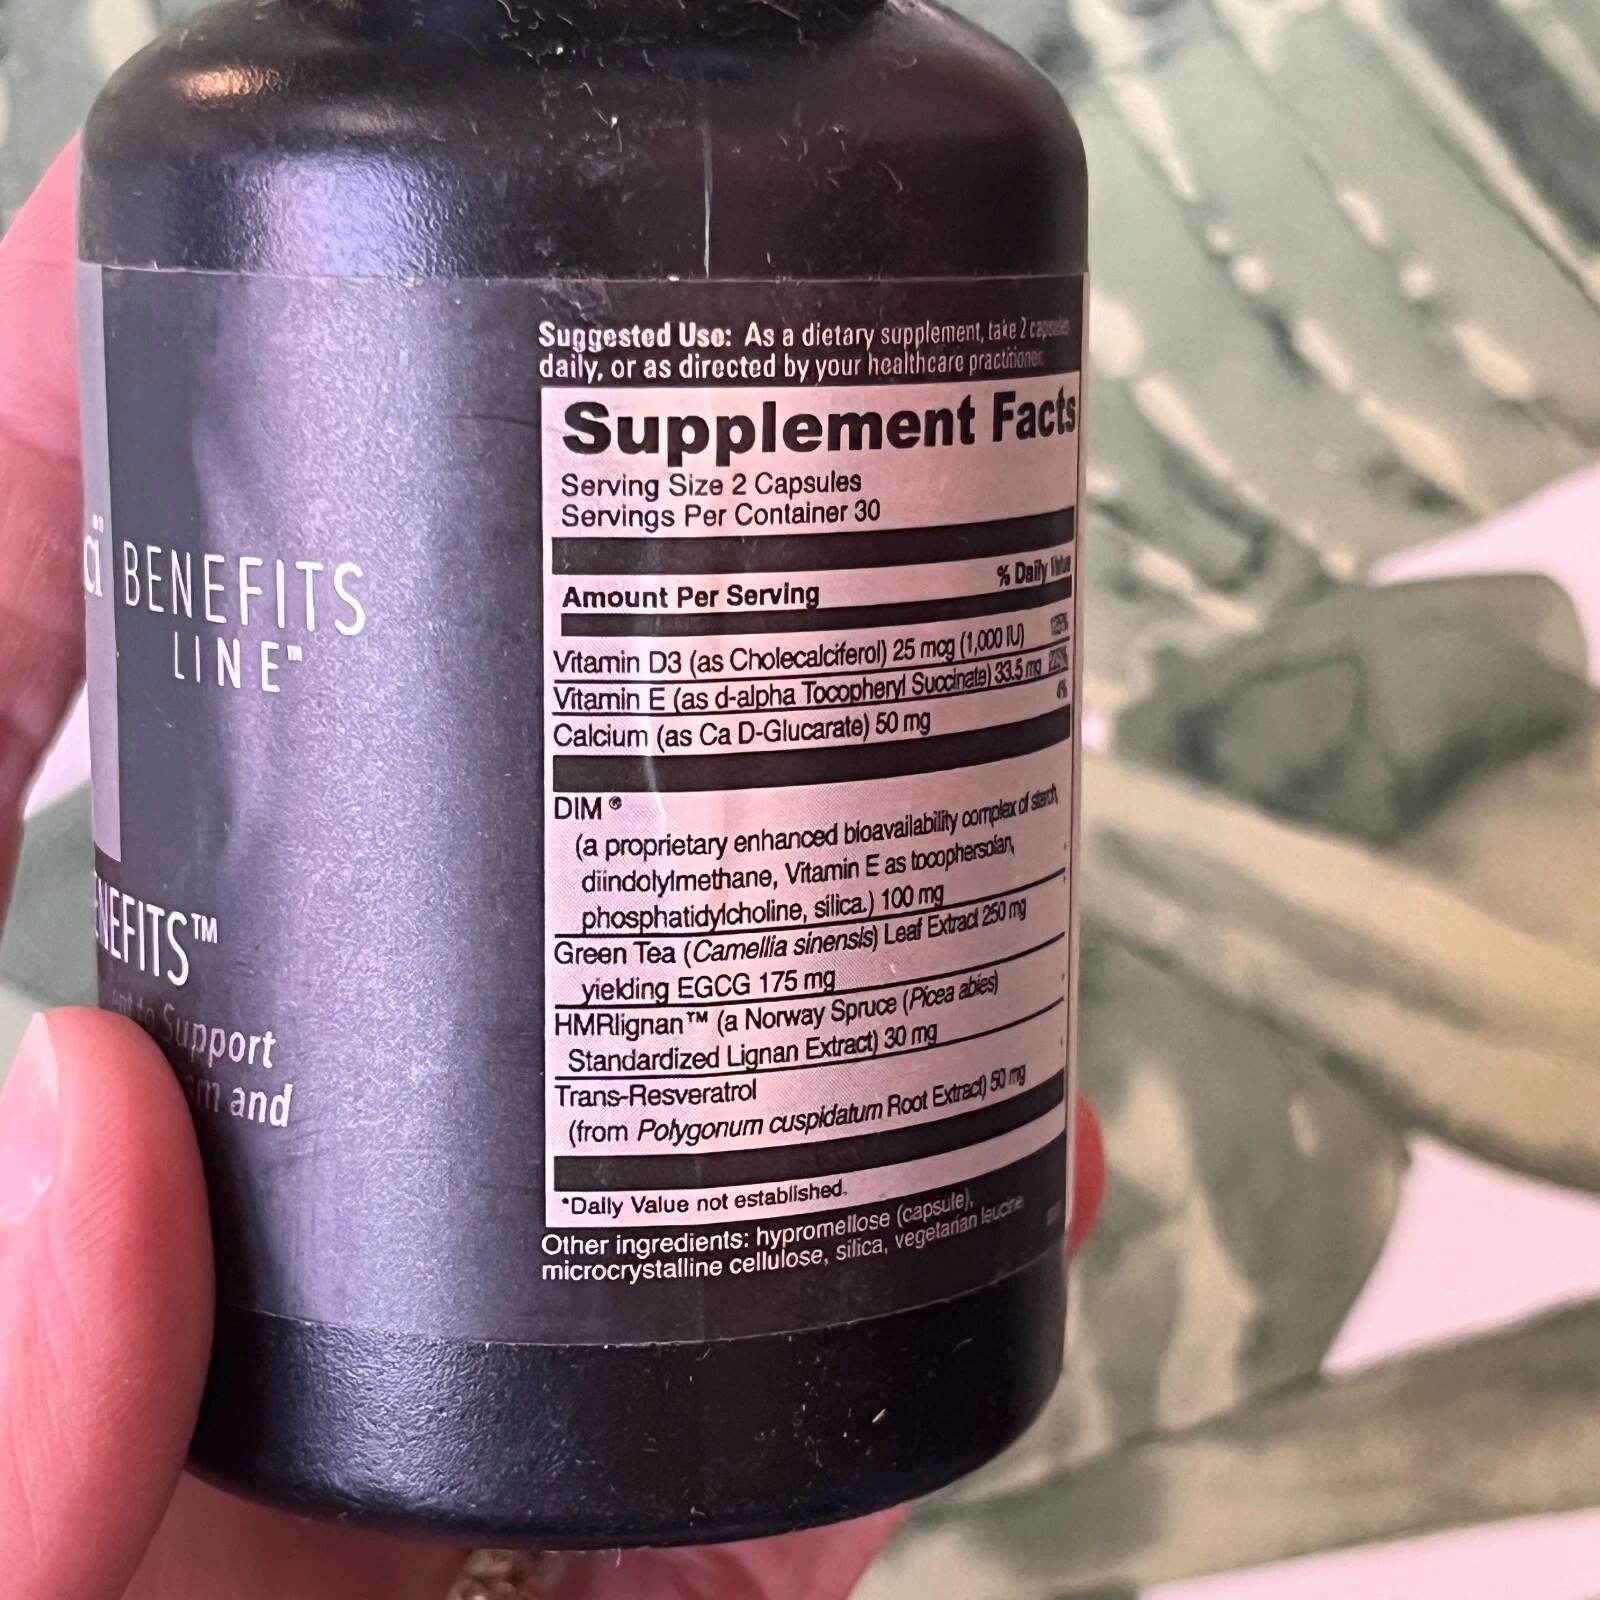 BENEFITS
LINE™
NEFITS™
to Support
and
Suggested Use: As a dietary supplement, take 2 capsules
daily, or as directed by your healthcare practitioner.
Supplement Facts
Serving Size 2 Capsules
Servings Per Container 30
% Daily Value
Amount Per Serving
Vitamin D3 (as Cholecalciferol) 25 mcg (1,000 IU)
Vitamin E (as d-alpha Tocopheryl Succinate) 33.5 mg
Calcium (as Ca D-Glucarate) 50 mg 4%
DIM®
(a proprietary enhanced bioavailability complex of starch,
diindolylmethane, Vitamin E as tocophersolan,
phosphatidylcholine, silica.) 100 mg
Green Tea (Camellia sinensis) Leaf Extract 250 mg
yielding EGCG 175 mg
HMRlignan™ (a Norway Spruce (Picea abies)
Standardized Lignan Extract) 30 mg
Trans-Resveratrol
(from Polygonum cuspidatum Root Extract) 50 mg
*Daily Value not established.
Other ingredients: hypromellose (capsule),
microcrystalline cellulose, silica, vegetarian leucine